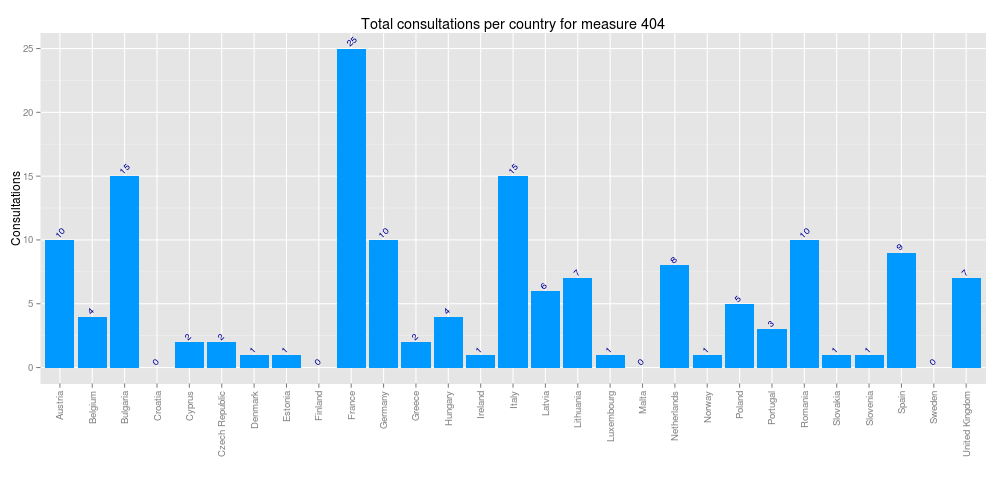 Total consultations per country for measure 404
Consultations
25
20
15
10
5
0
10
4
15
0
2
2
1
1
0
25
10
2
4
1
15
6
7
1
0
8
1
5
3
10
1
1
9
0
7
Austria
Belgium
Bulgaria
Croatia
Cyprus
Czech Republic
Denmark
Estonia
Finland
France
Germany
Greece
Hungary
Ireland
Italy
Latvia
Lithuania
Luxembourg
Malta
Netherlands
Norway
Poland
Portugal
Romania
Slovakia
Slovenia
Spain
Sweden
United Kingdom